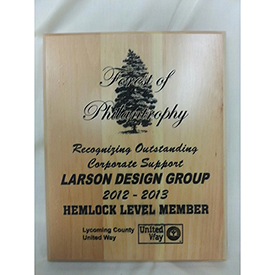 Forest of
Philanthrophy
Recognizing Outstanding
Corporate Support
LARSON DESIGN GROUP
2012 - 2013
HEMLOCK LEVEL MEMBER
Lycoming County
United Way
United
Way